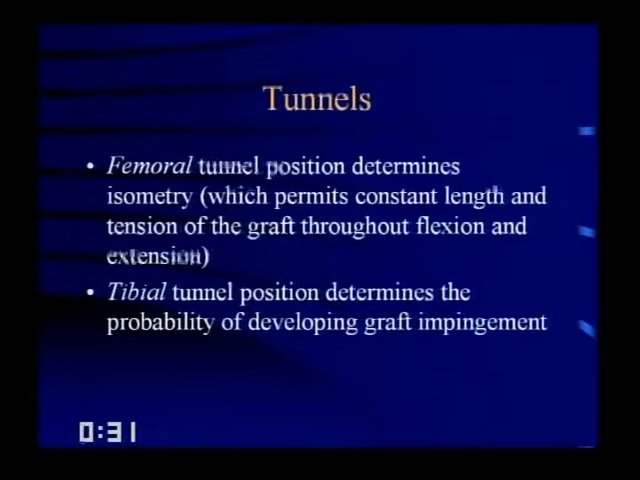 Tunnels
• Femoral tunnel position determines
isometry (which permits constant length and
tension of the graft throughout flexion and
extension)
• Tibial tunnel position determines the
probability of developing graft impingement
0:31